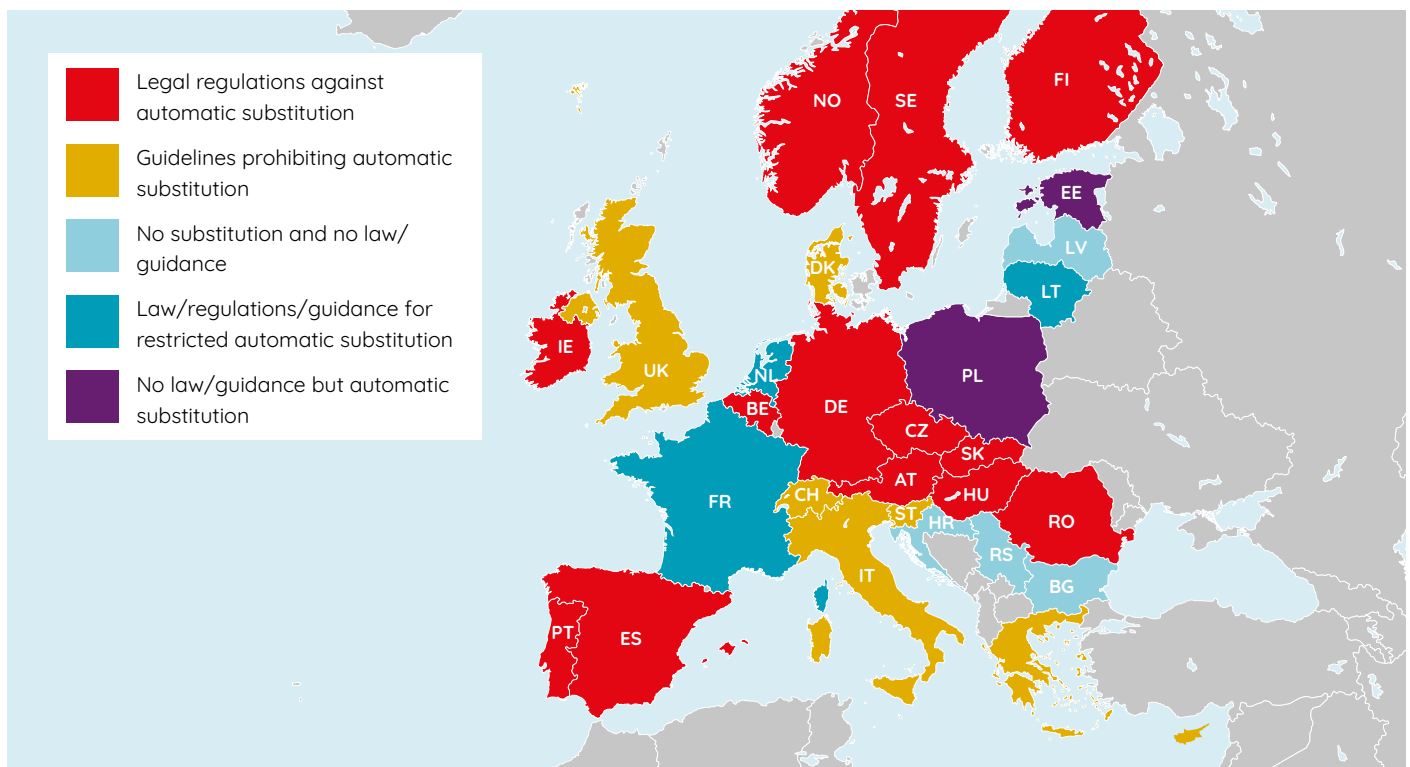 Legal regulations against
automatic substitution
Guidelines prohibiting automatic
substitution
No substitution and no law/
guidance
Law/regulations/guidance for
restricted automatic substitution
No law/guidance but automatic
substitution
NO
SE
FI
EE
LV
LT
DK
IE
UK
NL
BE
DE
PL
CZ
SK
AT
HU
FR
CH
ST
HR
RO
RS
IT
BG
PT
ES